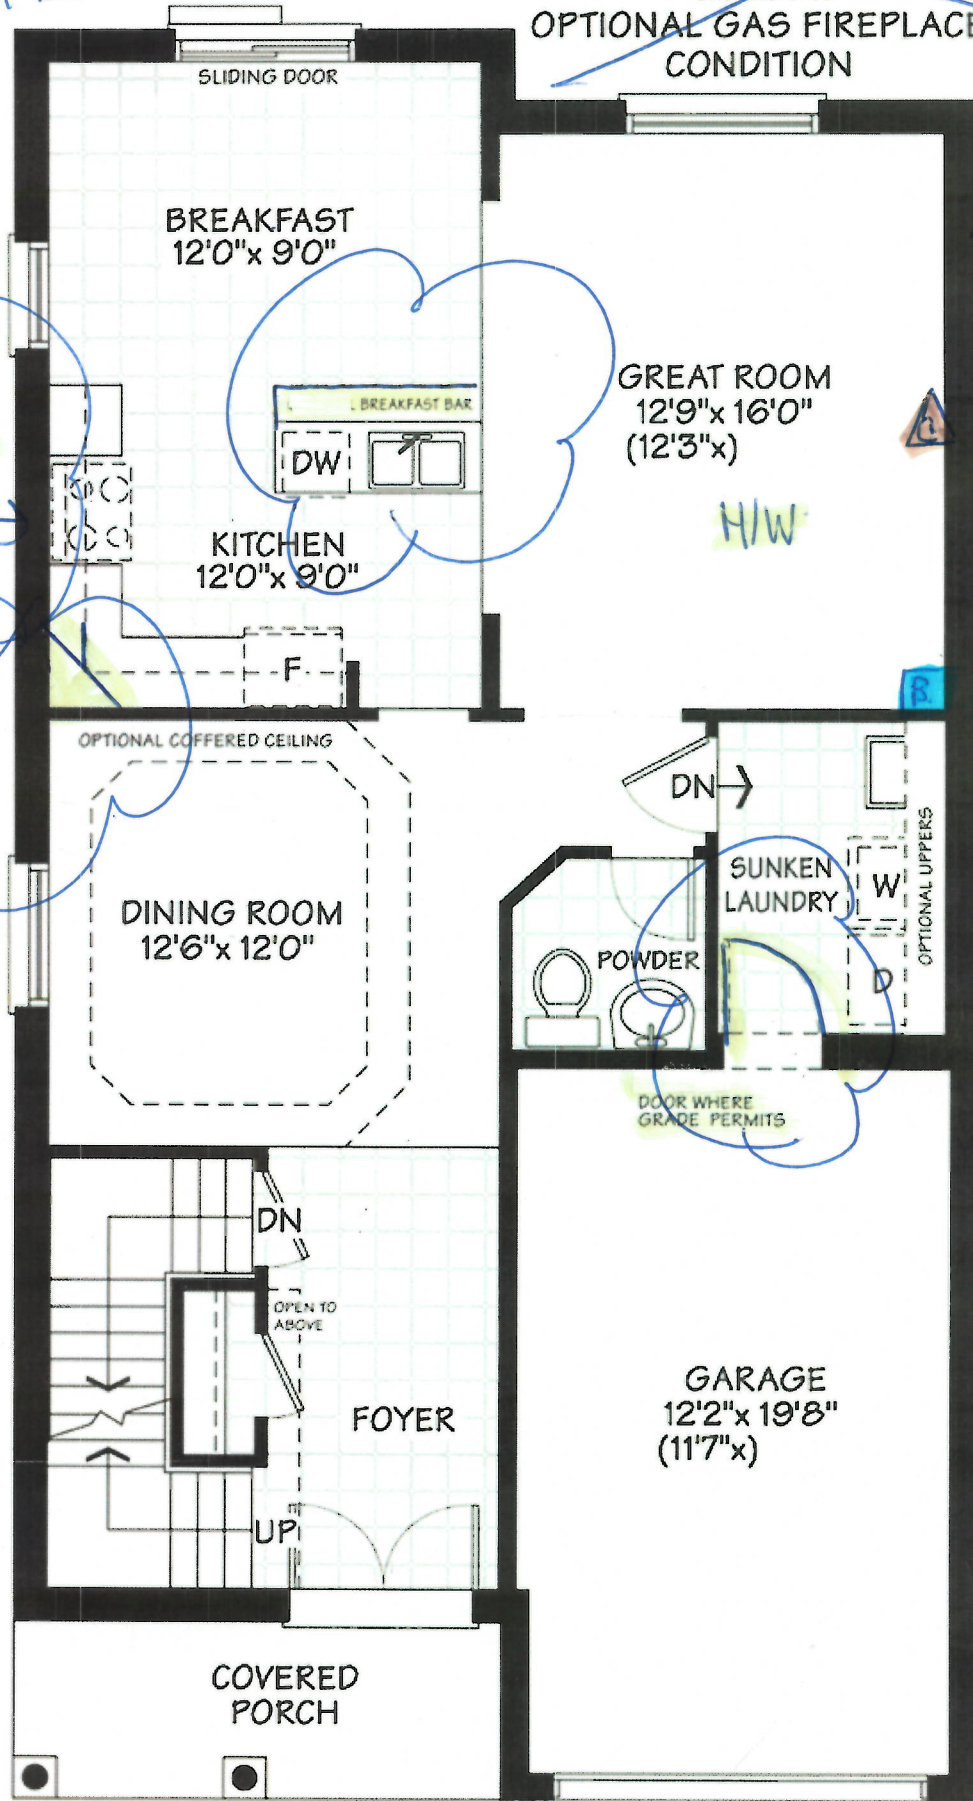 OPTIONAL GAS FIREPLACE
CONDITION
SLIDING DOOR
BREAKFAST
12'0"x 9'0"
GREAT ROOM
12'9"x 16'0"
(12'3"x)
BREAKFAST BAR
DW
H/W
KITCHEN
12'0"x 9'0"
F
B
OPTIONAL COFFERED CEILING
DN
OPTIONAL UPPERS
SUNKEN
LAUNDRY
W
DINING ROOM
12'6"x 12'0"
POWDER
D
DOOR WHERE
GRADE PERMITS
DN
OPEN TO
ABOVE
GARAGE
12'2"x 19'8"
(11'7"x)
FOYER
UP
COVERED
PORCH